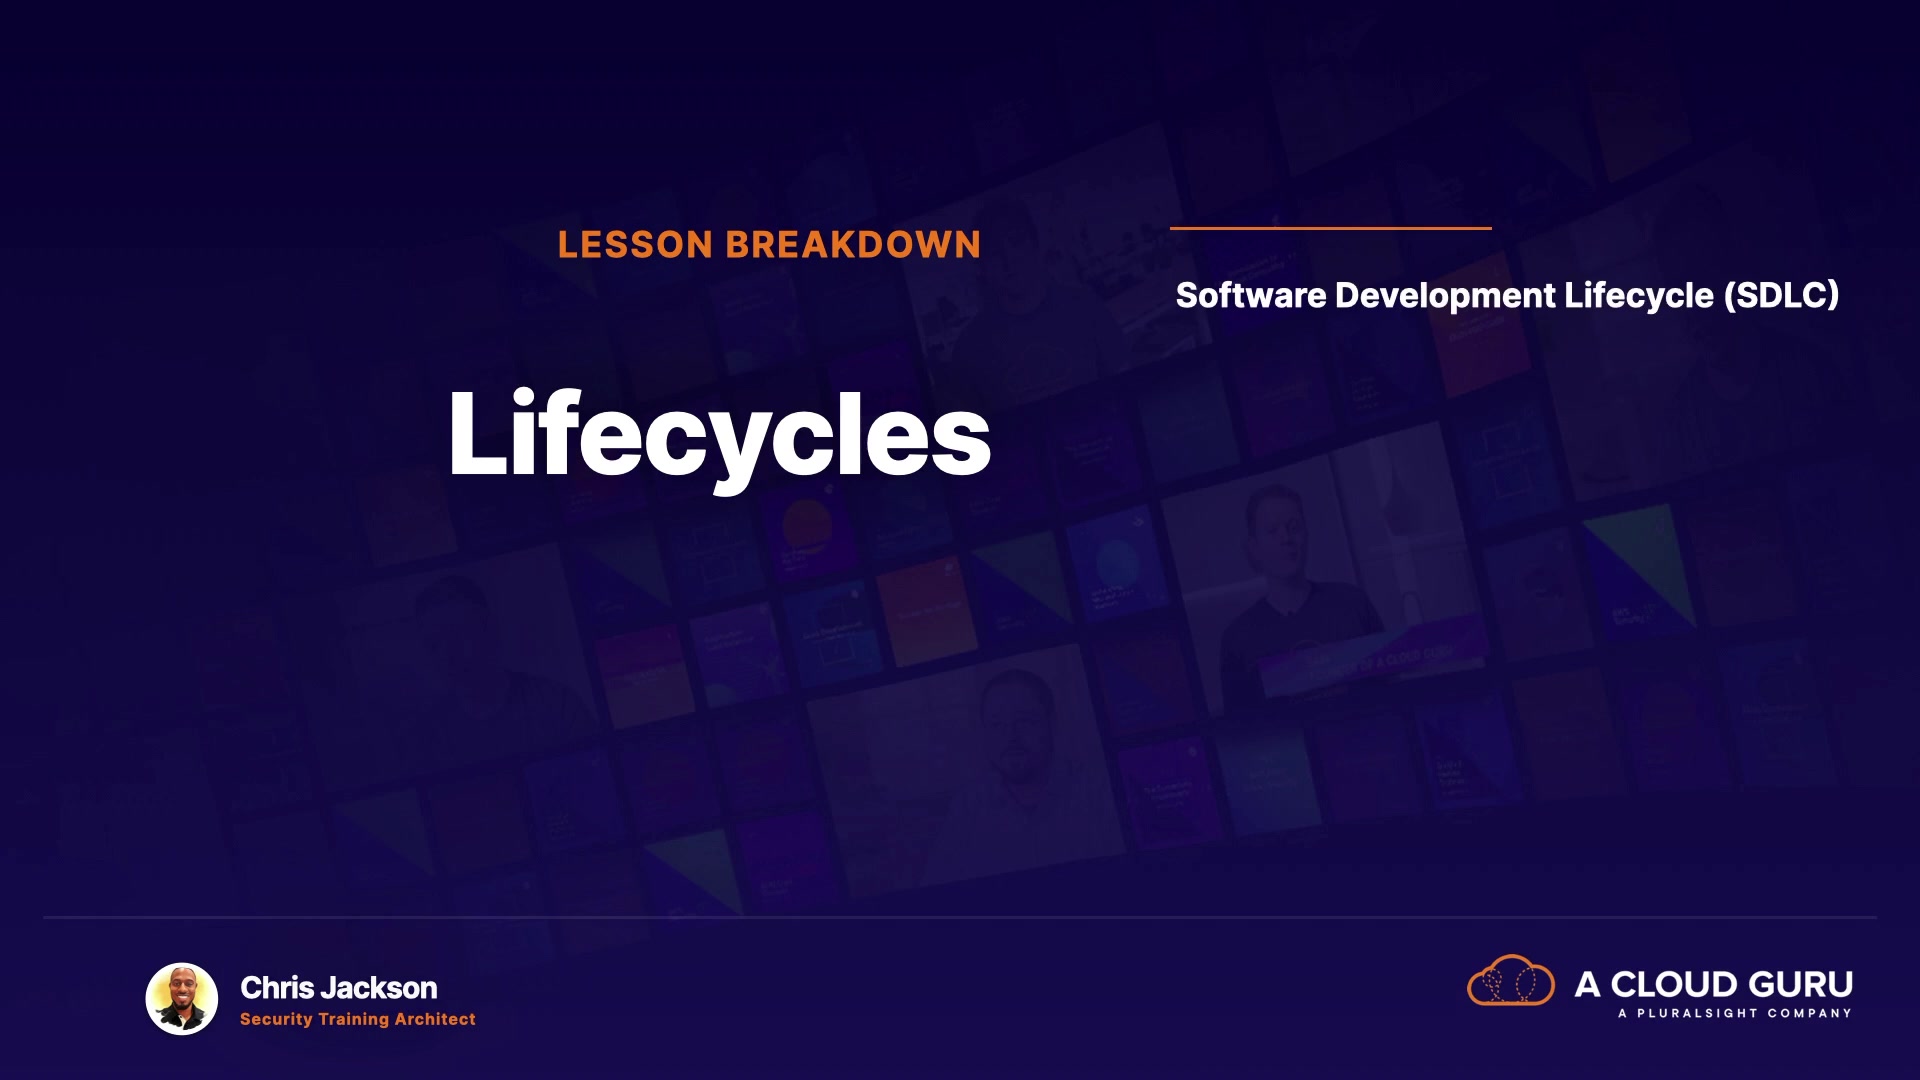 LESSON BREAKDOWN
Lifecycles
Software Development Lifecycle (SDLC)
Chris Jackson
Security Training Architect
A CLOUD GURU
A PLURALSIGHT COMPANY